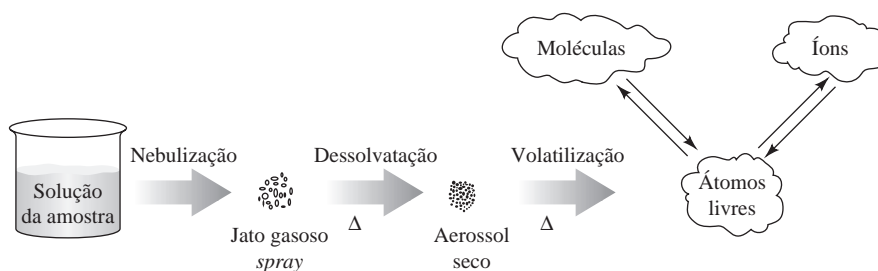 Moléculas
Íons
Nebulização
Dessolvatação
Volatilização
Solução
da amostra
Átomos
livres
Δ
Δ
Jato gasoso
spray
Aerossol
seco